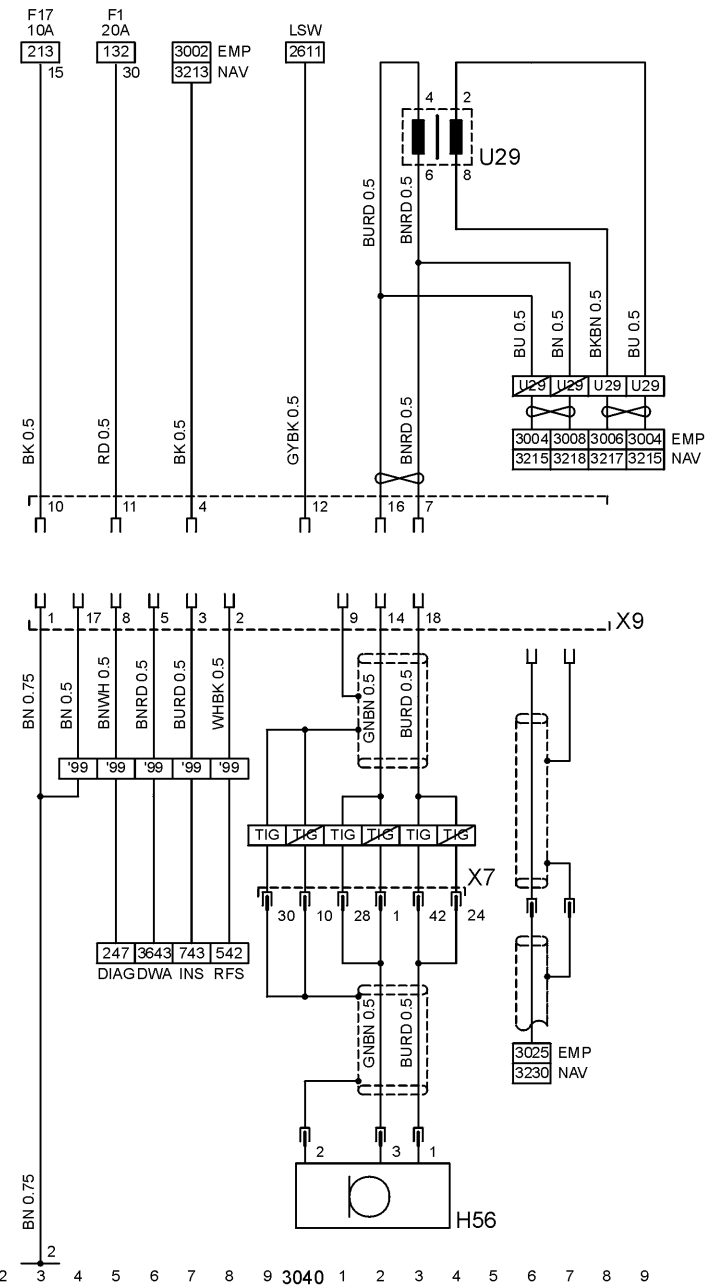 F17 F1
10A 20A LSW
213 132 3002 EMP 2611
15 30 3213 NAV
4 2
U29
6 8
BURD 0.5 BNRD 0.5
BU 0.5 BN 0.5 BKBN 0.5 BU 0.5
U29 U29 U29 U29
BK 0.5 RD 0.5 BK 0.5 GYBK 0.5 BNRD 0.5
3004 3008 3006 3004 EMP
3215 3218 3217 3215 NAV
10 11 4 12 16 7
1 17 8 5 3 2 9 14 18 X9
BN 0.75 BN 0.5 BNWH 0.5 BNRD 0.5 BURD 0.5 WHBK 0.5 GNBN 0.5 BURD 0.5
'99 '99 '99 '99 '99
TIG TIG TIG TIG TIG TIG
X7
30 10 28 1 42 24
247 3643 743 542
DIAG DWA INS RFS
GNBN 0.5 BURD 0.5
3025 EMP
3230 NAV
2 3 1
BN 0.75
H56
2
2 3 4 5 6 7 8 9 3040 1 2 3 4 5 6 7 8 9